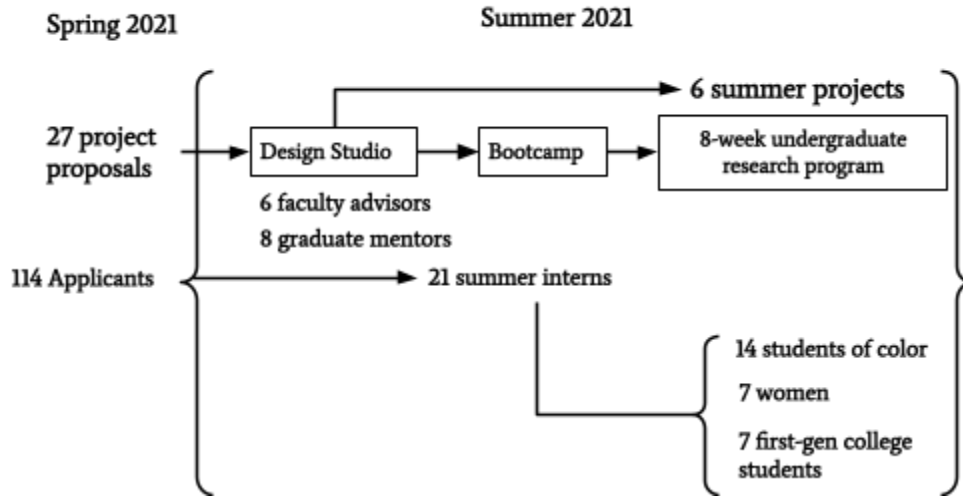 Spring 2021
Summer 2021
6 summer projects
27 project
proposals
Design Studio
Bootcamp
8-week undergraduate
research program
6 faculty advisors
8 graduate mentors
114 Applicants
21 summer interns
14 students of color
7 women
7 first-gen college
students